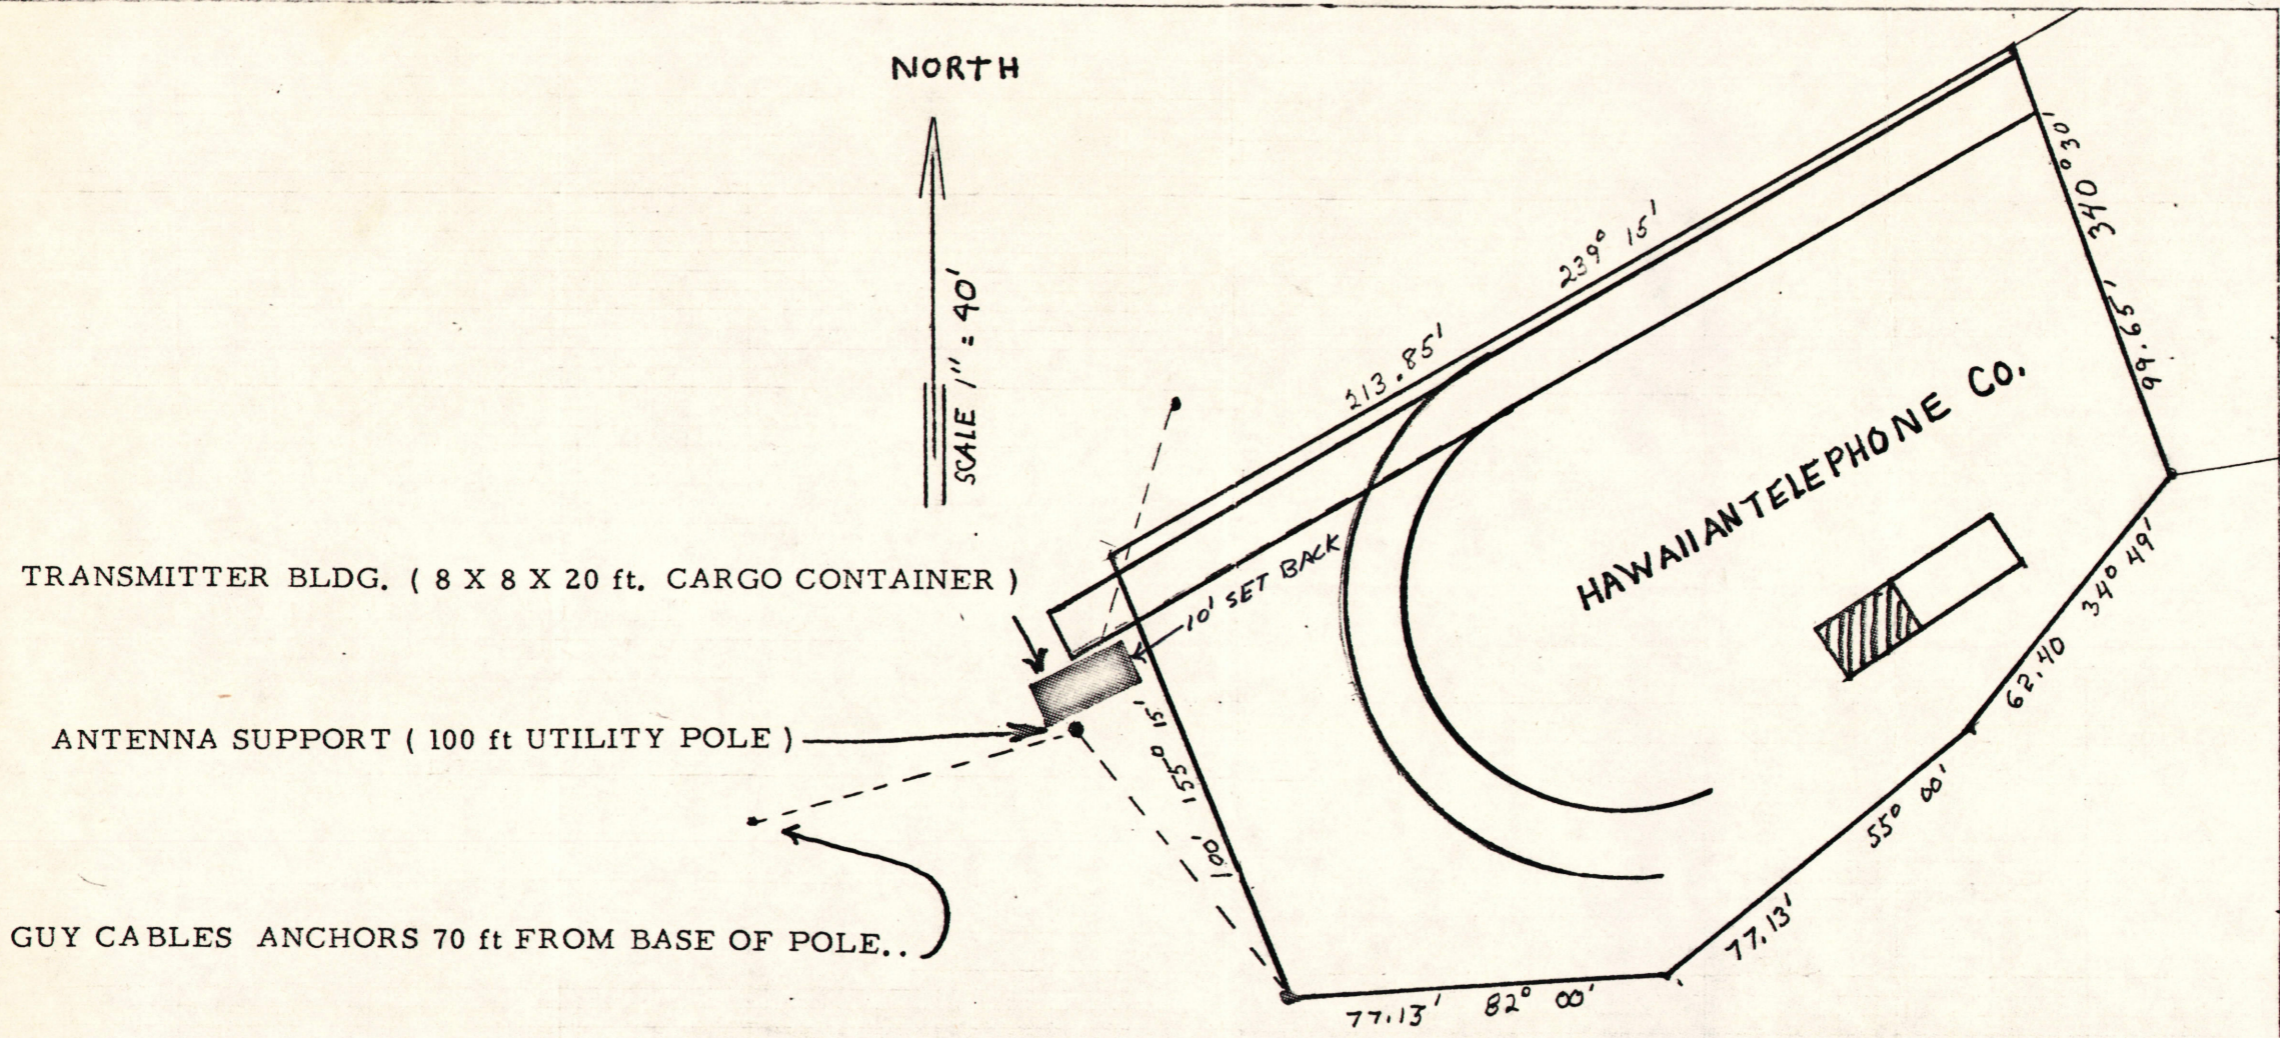 NORTH
SCALE 1" = 40'
239° 15'
213.85'
340° 30'
99.65'
HAWAIIAN TELEPHONE CO.
10' SET BACK
TRANSMITTER BLDG. ( 8 X 8 X 20 ft. CARGO CONTAINER )
34° 49'
62.40
ANTENNA SUPPORT ( 100 ft UTILITY POLE )
155° 15'
100'
55° 00'
77.13'
GUY CABLES ANCHORS 70 ft FROM BASE OF POLE..
77.13' 82° 00'